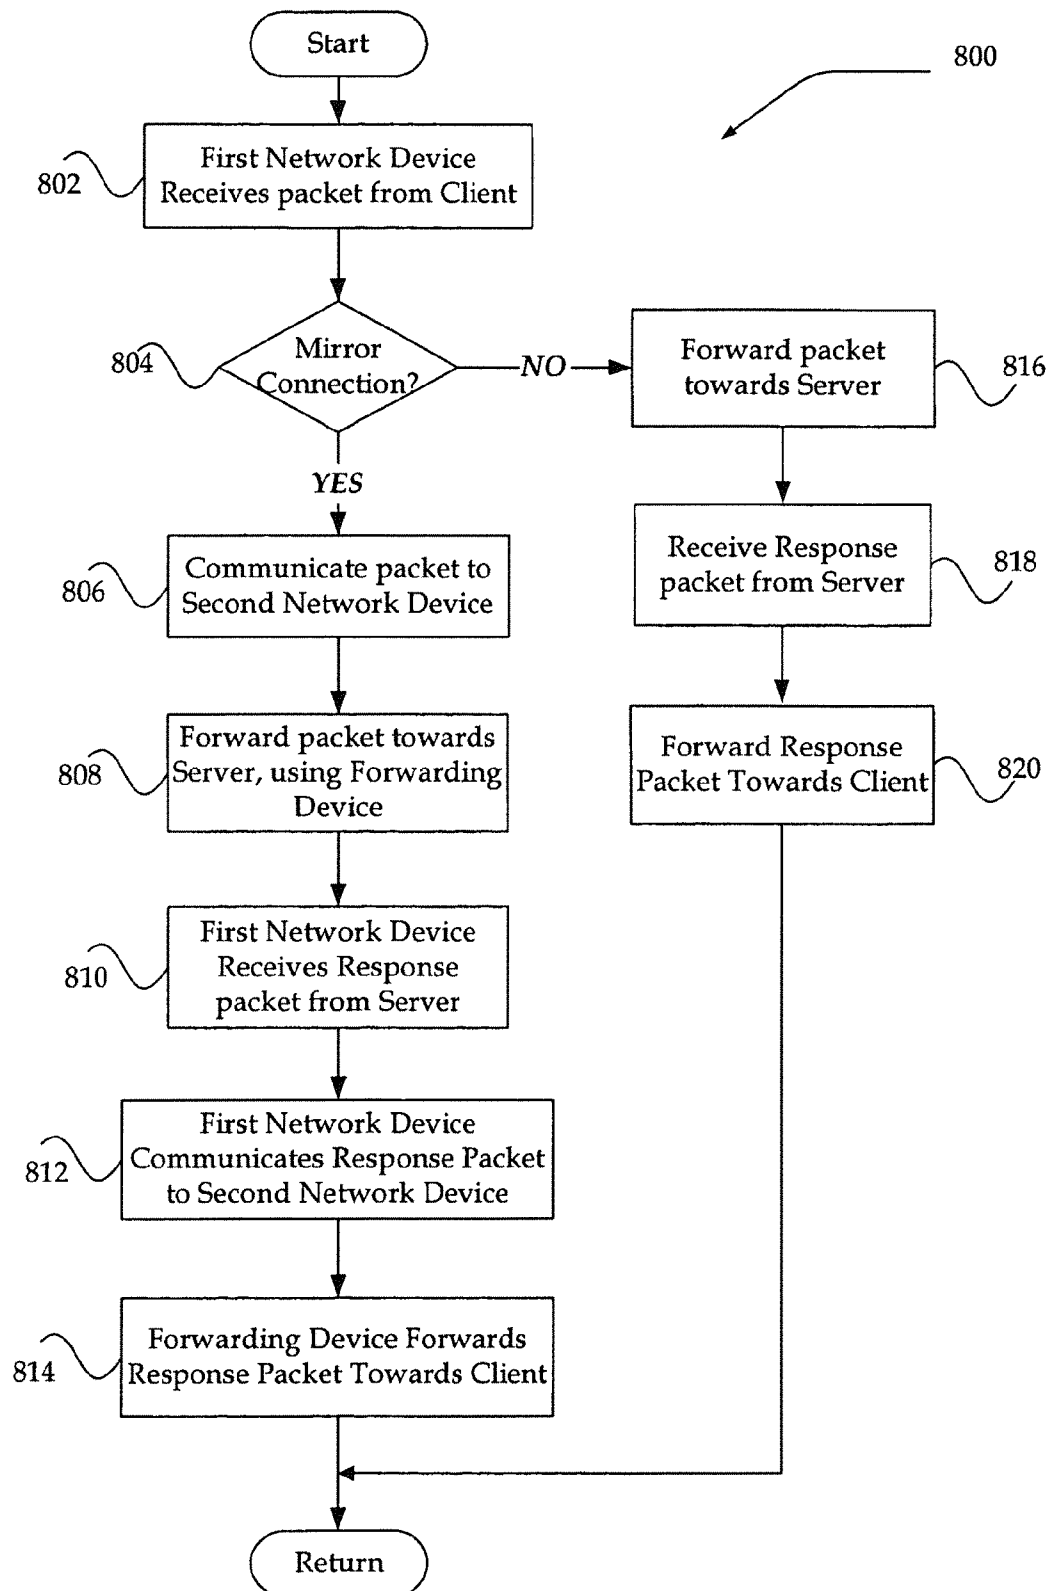 Start
800
First Network Device
Receives packet from Client
802
Mirror
Connection?
804
NO
Forward packet
towards Server
816
YES
Communicate packet to
Second Network Device
806
Receive Response
packet from Server
818
Forward packet towards
Server, using Forwarding
Device
808
Forward Response
Packet Towards Client
820
First Network Device
Receives Response
packet from Server
810
First Network Device
Communicates Response Packet
to Second Network Device
812
Forwarding Device Forwards
Response Packet Towards Client
814
Return